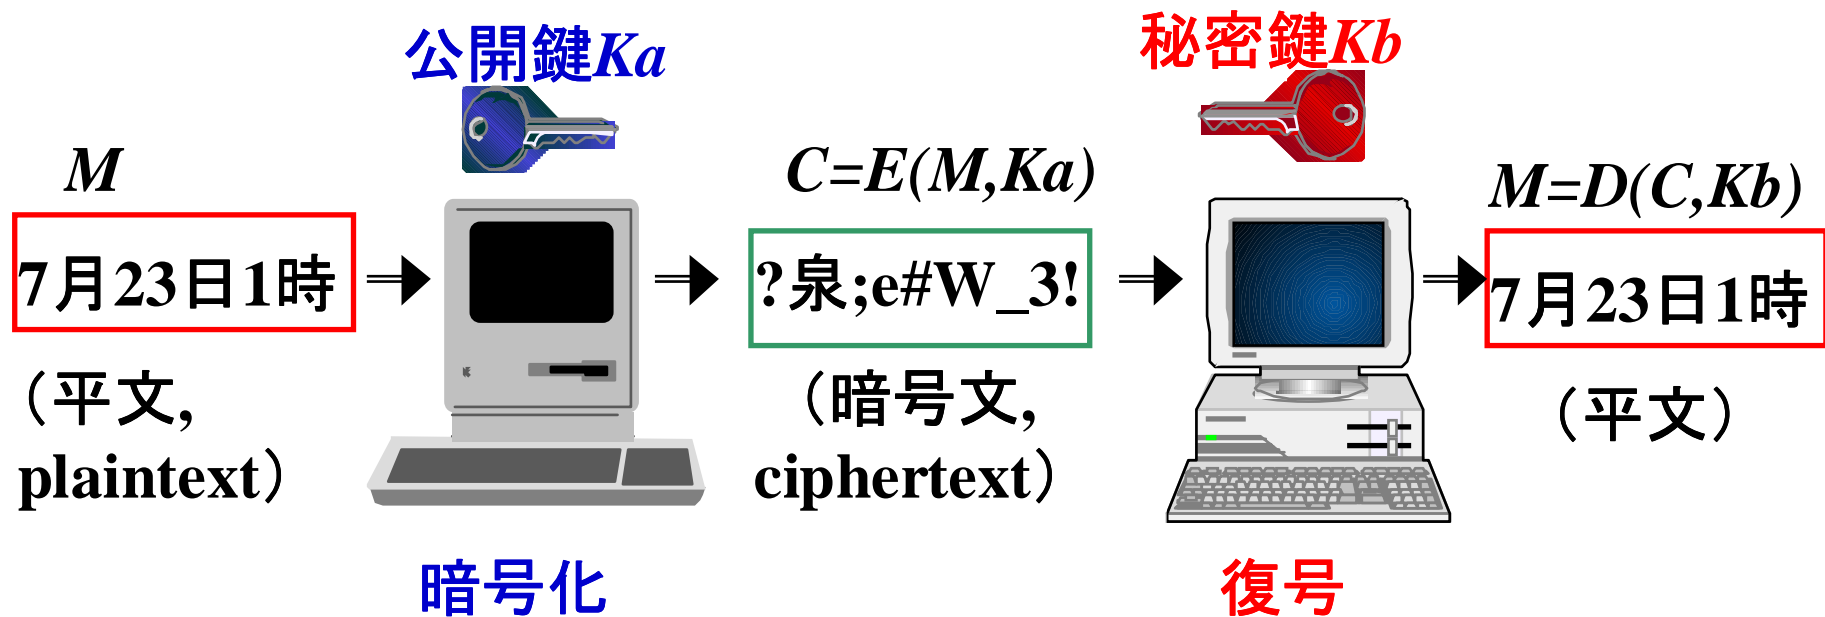 公開鍵Ka
秘密鍵Kb
M
C=E(M,Ka)
M=D(C,Kb)
7月23日1時
?泉;e#W_3!
7月23日1時
（平文,
plaintext）
（暗号文,
ciphertext）
（平文）
暗号化
復号